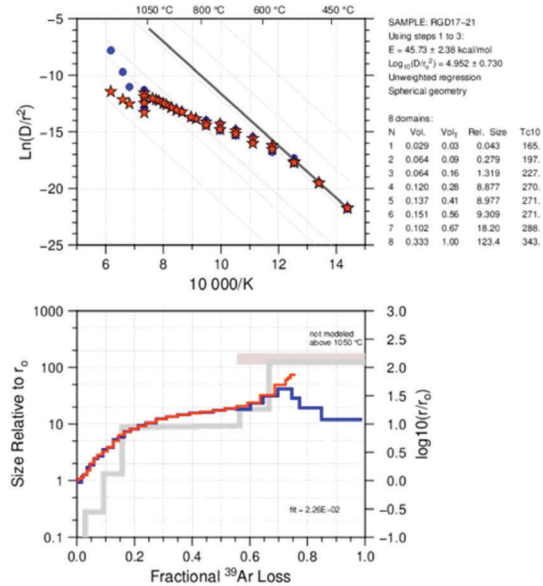 1050 °C 800 °C 600 °C 450 °C
−5
−10
−15
−20
−25
Ln(D/r²)
6 8 10 12 14
10 000/K
SAMPLE: RGD17−21
Using steps 1 to 3:
E = 45.73 ± 2.38 kcal/mol
Log₁₀(D/r₀²) = 4.952 ± 0.730
Unweighted regression
Spherical geometry
8 domains:
N Vol. Vol_T Rel. Size Tc10
1 0.029 0.03 0.043 165.
2 0.064 0.09 0.279 197.
3 0.064 0.16 1.319 227.
4 0.120 0.28 8.877 270.
5 0.137 0.41 8.977 271.
6 0.151 0.56 9.309 271.
7 0.102 0.67 18.20 288.
8 0.333 1.00 123.4 343.
1000
100
10
1
0.1
Size Relative to r₀
not modeled
above 1050 °C
fit = 2.26E−02
3.0
2.5
2.0
1.5
1.0
0.5
0.0
−0.5
−1.0
log10(r/r₀)
0.0 0.2 0.4 0.6 0.8 1.0
Fractional ³⁹Ar Loss